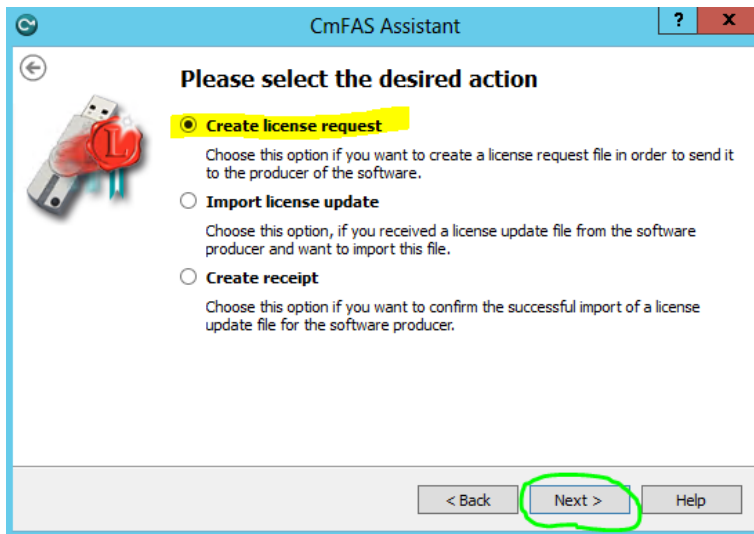 CmFAS Assistant
? x
Please select the desired action
Create license request
Choose this option if you want to create a license request file in order to send it
to the producer of the software.
Import license update
Choose this option, if you received a license update file from the software
producer and want to import this file.
Create receipt
Choose this option if you want to confirm the successful import of a license
update file for the software producer.
L
< Back Next > Help